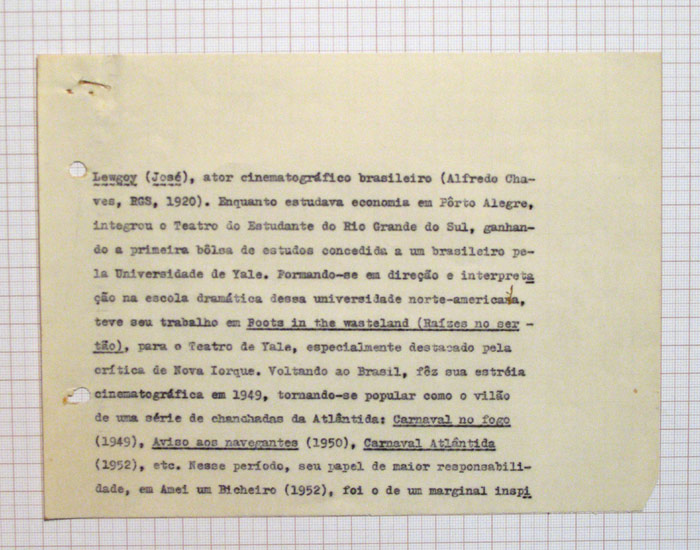 Lewgoy (José), ator cinematográfico brasileiro (Alfredo Cha-
ves, RGS, 1920). Enquanto estudava economia em Pôrto Alegre,
integrou o Teatro do Estudante do Rio Grande do Sul, ganhan-
do a primeira bôlsa de estudos concedida a um brasileiro pe-
la Universidade de Yale. Formando-se em direção e interpreta
ção na escola dramática dessa universidade norte-americana,
teve seu trabalho em Roots in the wasteland (Raízes no ser -
tão), para o Teatro de Yale, especialmente destacado pela
crítica de Nova Iorque. Voltando ao Brasil, fêz sua estréia
cinematográfica em 1949, tornando-se popular como o vilão
de uma série de chanchadas da Atlântida: Carnaval no fogo
(1949), Aviso aos navegantes (1950), Carnaval Atlântida
(1952), etc. Nesse período, seu papel de maior responsabili-
dade, em Amei um Bicheiro (1952), foi o de um marginal inspi